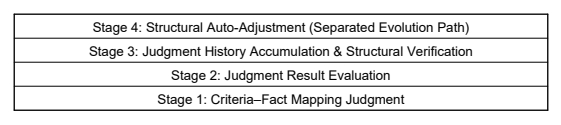 Stage 4: Structural Auto-Adjustment (Separated Evolution Path)
Stage 3: Judgment History Accumulation & Structural Verification
Stage 2: Judgment Result Evaluation
Stage 1: Criteria–Fact Mapping Judgment